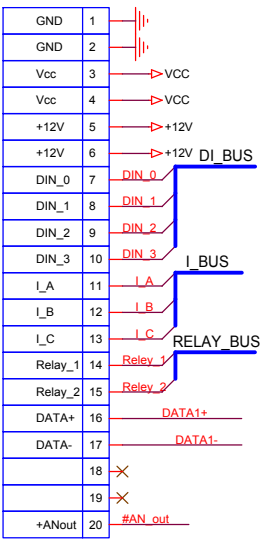 GND 1
GND 2
Vcc 3 VCC
Vcc 4 VCC
+12V 5 +12V
+12V 6 +12V DI_BUS
DIN_0 7 DIN_0
DIN_1 8 DIN_1
DIN_2 9 DIN_2
DIN_3 10 DIN_3
I_BUS
I_A 11 I_A
I_B 12 I_B
I_C 13 I_C
RELAY_BUS
Relay_1 14 Reley_1
Relay_2 15 Reley_2
DATA+ 16 DATA1+
DATA- 17 DATA1-
18
19
+ANout 20 #AN_out